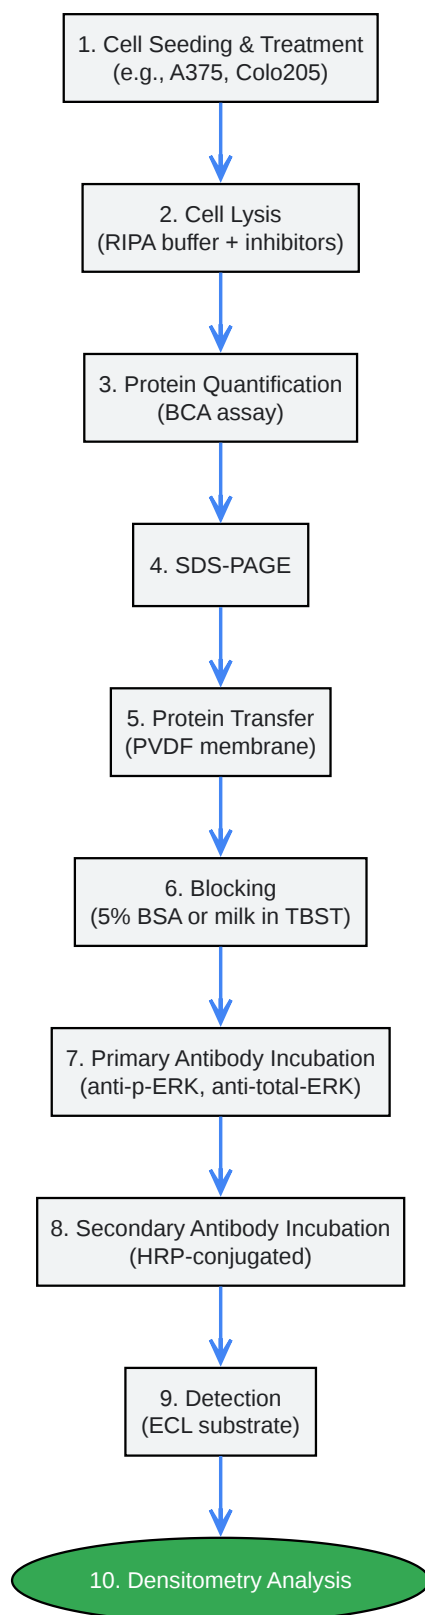 1. Cell Seeding & Treatment
(e.g., A375, Colo205)
2. Cell Lysis
(RIPA buffer + inhibitors)
3. Protein Quantification
(BCA assay)
4. SDS-PAGE
5. Protein Transfer
(PVDF membrane)
6. Blocking
(5% BSA or milk in TBST)
7. Primary Antibody Incubation
(anti-p-ERK, anti-total-ERK)
8. Secondary Antibody Incubation
(HRP-conjugated)
9. Detection
(ECL substrate)
10. Densitometry Analysis